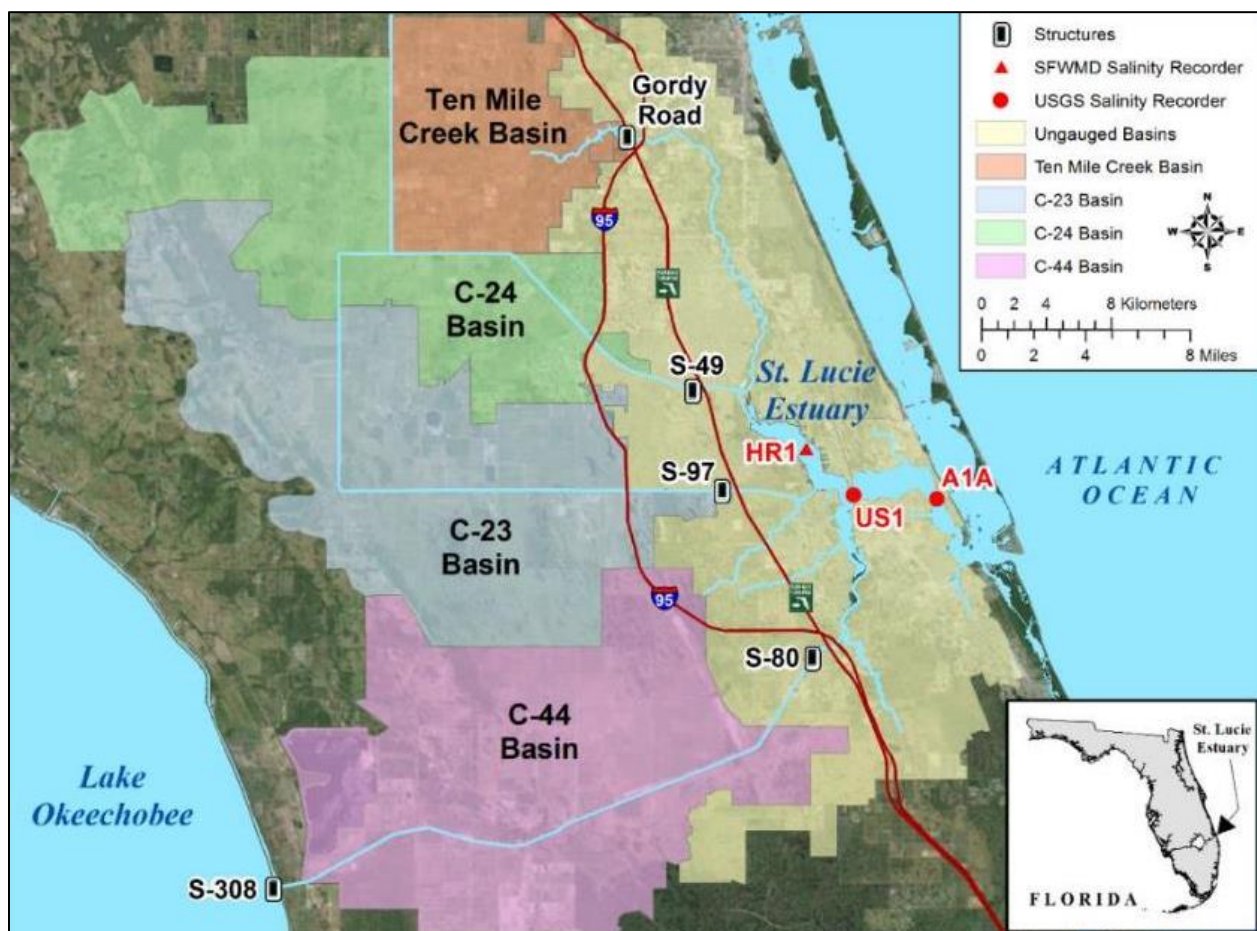 Structures
SFWMD Salinity Recorder
USGS Salinity Recorder
Ungauged Basins
Ten Mile Creek Basin
C-23 Basin
C-24 Basin
C-44 Basin
N
W
E
S
0 2 4 8 Kilometers
0 2 4 8 Miles
Ten Mile
Creek Basin
Gordy
Road
95
C-24
Basin
S-49
St. Lucie
Estuary
HR1
S-97
A1A
US1
ATLANTIC
OCEAN
C-23
Basin
95
S-80
C-44
Basin
Lake
Okeechobee
S-308
St. Lucie
Estuary
FLORIDA